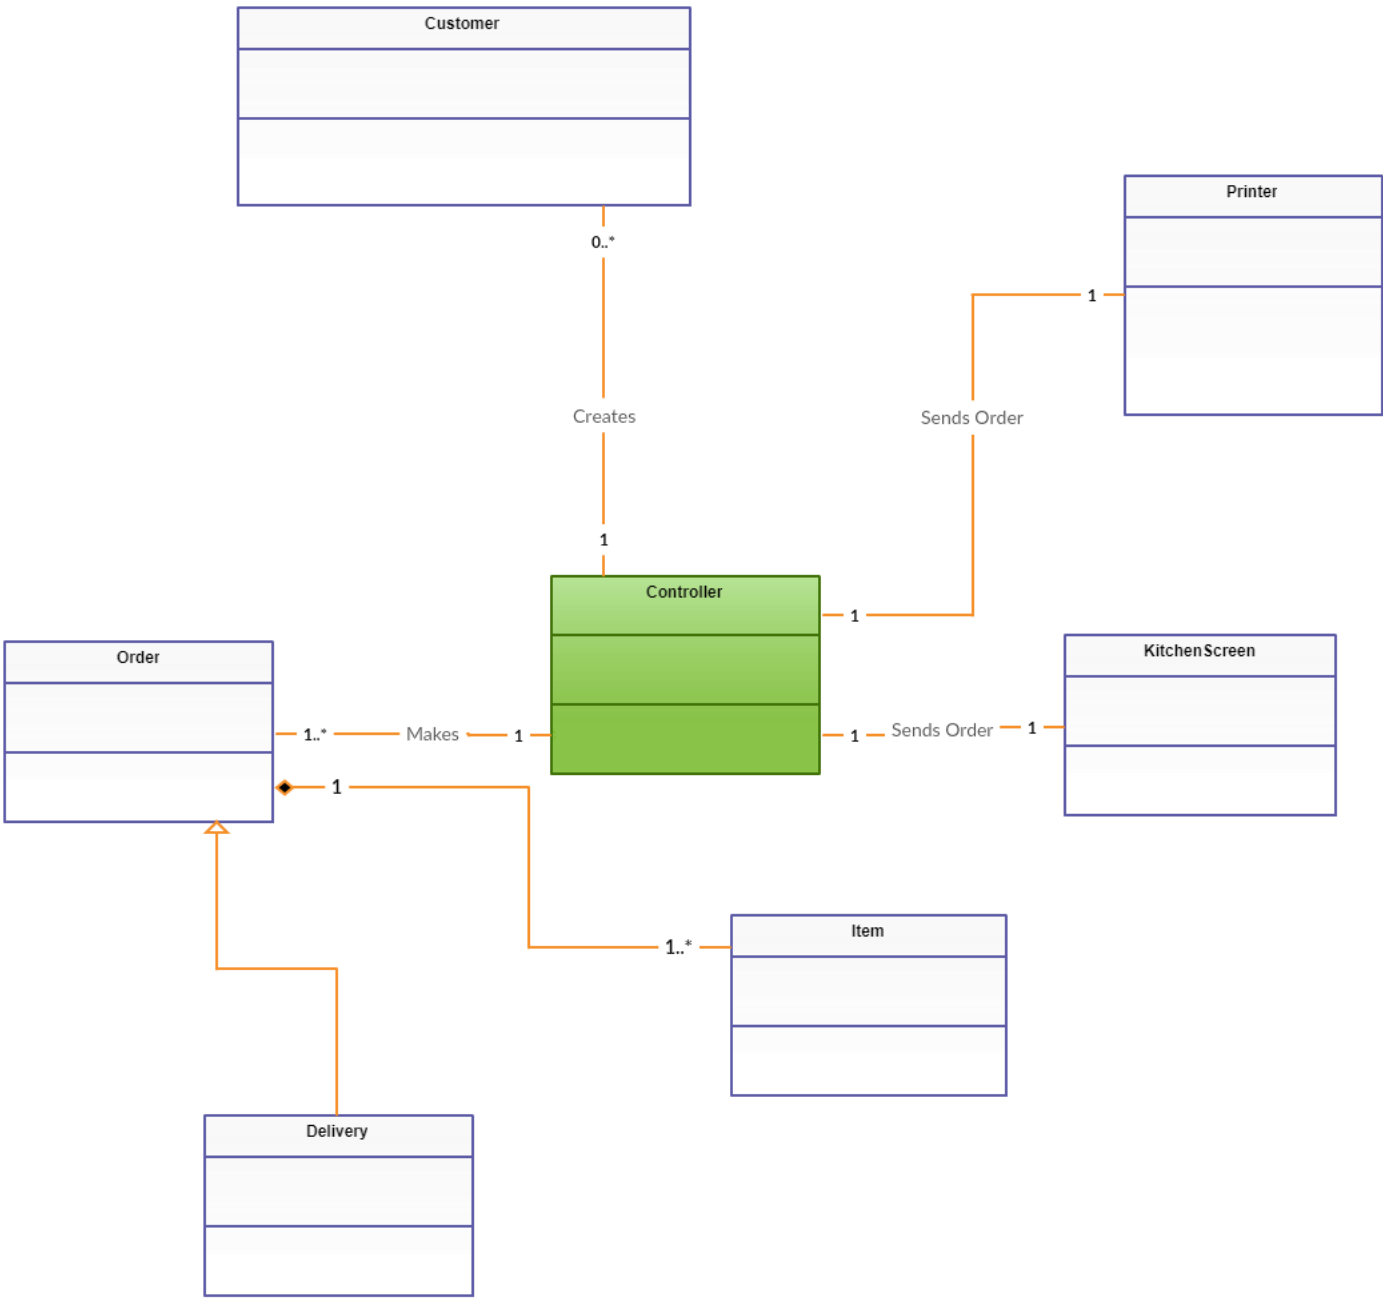 Customer
0..*
Creates
1
Printer
1
Sends Order
1
Controller
KitchenScreen
1
Sends Order
1
Order
1..*
Makes
1
1
1..*
Item
Delivery